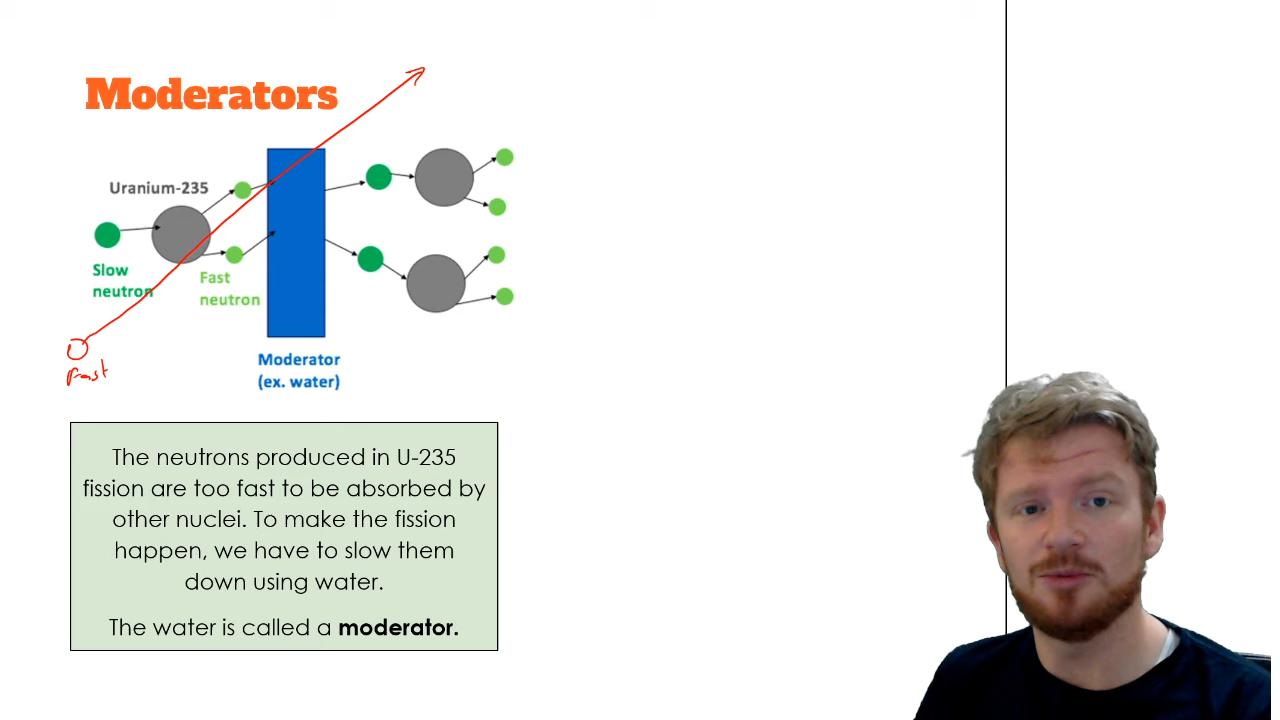 Moderators
Uranium-235
Slow
neutron
Fast
neutron
Fast
Moderator
(ex. water)
The neutrons produced in U-235
fission are too fast to be absorbed by
other nuclei. To make the fission
happen, we have to slow them
down using water.
The water is called a moderator.